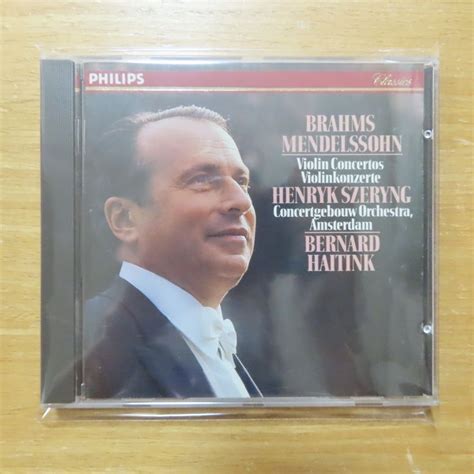 PHILIPS
Classics
BRAHMS
MENDELSSOHN
Violin Concertos
Violinkonzerte
HENRYK SZERYNG
Concertgebouw Orchestra,
Amsterdam
BERNARD
HAITINK